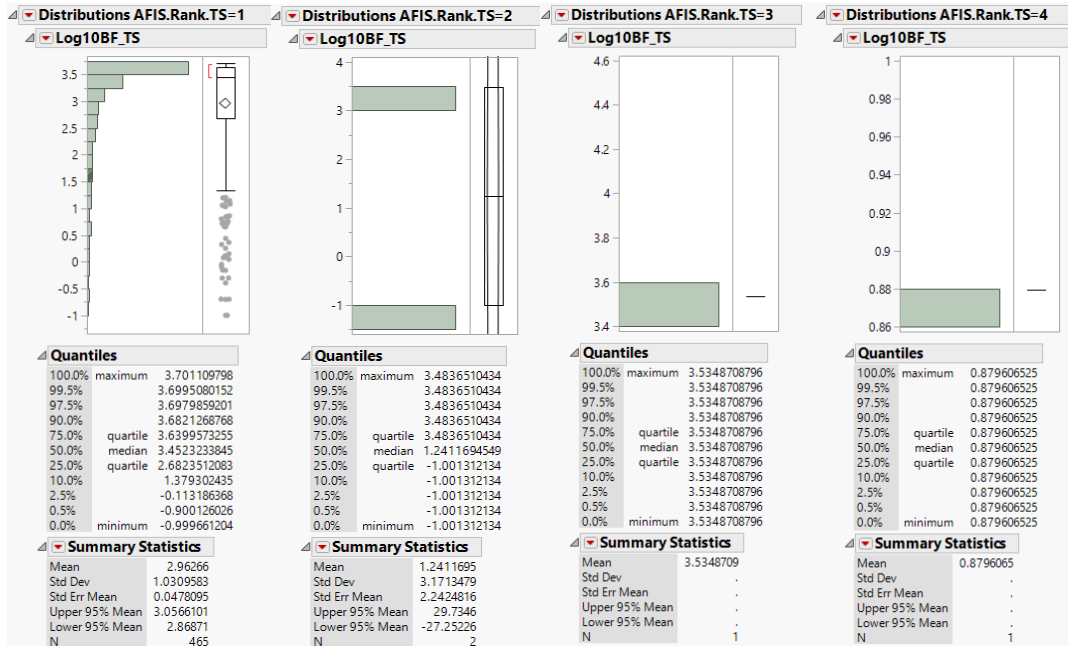 Distributions AFIS.Rank.TS=1
Log10BF_TS
3.5
3
2.5
2
1.5
1
0.5
0
-0.5
-1
Quantiles
100.0% maximum 3.701109798
99.5% 3.6995080152
97.5% 3.6979859201
90.0% 3.6821268768
75.0% quartile 3.6399573255
50.0% median 3.4523233845
25.0% quartile 2.6823512083
10.0% 1.379302435
2.5% -0.113186368
0.5% -0.900126026
0.0% minimum -0.999661204
Summary Statistics
Mean 2.96266
Std Dev 1.0309583
Std Err Mean 0.0478095
Upper 95% Mean 3.0566101
Lower 95% Mean 2.86871
N 465
Distributions AFIS.Rank.TS=2
Log10BF_TS
4
3
2
1
0
-1
Quantiles
100.0% maximum 3.4836510434
99.5% 3.4836510434
97.5% 3.4836510434
90.0% 3.4836510434
75.0% quartile 3.4836510434
50.0% median 1.2411694549
25.0% quartile -1.001312134
10.0% -1.001312134
2.5% -1.001312134
0.5% -1.001312134
0.0% minimum -1.001312134
Summary Statistics
Mean 1.2411695
Std Dev 3.1713479
Std Err Mean 2.2424816
Upper 95% Mean 29.7346
Lower 95% Mean -27.25226
N 2
Distributions AFIS.Rank.TS=3
Log10BF_TS
4.6
4.4
4.2
4
3.8
3.6
3.4
Quantiles
100.0% maximum 3.5348708796
99.5% 3.5348708796
97.5% 3.5348708796
90.0% 3.5348708796
75.0% quartile 3.5348708796
50.0% median 3.5348708796
25.0% quartile 3.5348708796
10.0% 3.5348708796
2.5% 3.5348708796
0.5% 3.5348708796
0.0% minimum 3.5348708796
Summary Statistics
Mean 3.5348709
Std Dev .
Std Err Mean .
Upper 95% Mean .
Lower 95% Mean .
N 1
Distributions AFIS.Rank.TS=4
Log10BF_TS
1
0.98
0.96
0.94
0.92
0.9
0.88
0.86
Quantiles
100.0% maximum 0.879606525
99.5% 0.879606525
97.5% 0.879606525
90.0% 0.879606525
75.0% quartile 0.879606525
50.0% median 0.879606525
25.0% quartile 0.879606525
10.0% 0.879606525
2.5% 0.879606525
0.5% 0.879606525
0.0% minimum 0.879606525
Summary Statistics
Mean 0.8796065
Std Dev .
Std Err Mean .
Upper 95% Mean .
Lower 95% Mean .
N 1